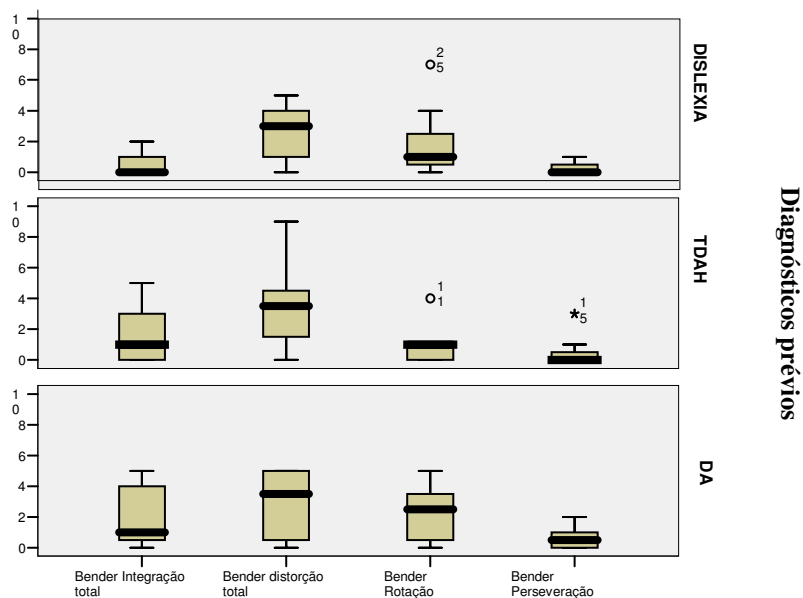 1
0
8
6
4
2
0
2
5
DISLEXIA
1
0
8
6
4
2
0
1
1
1
5
TDAH
1
0
8
6
4
2
0
DA
Diagnósticos prévios
Bender Integração
total
Bender distorção
total
Bender
Rotação
Bender
Perseveração